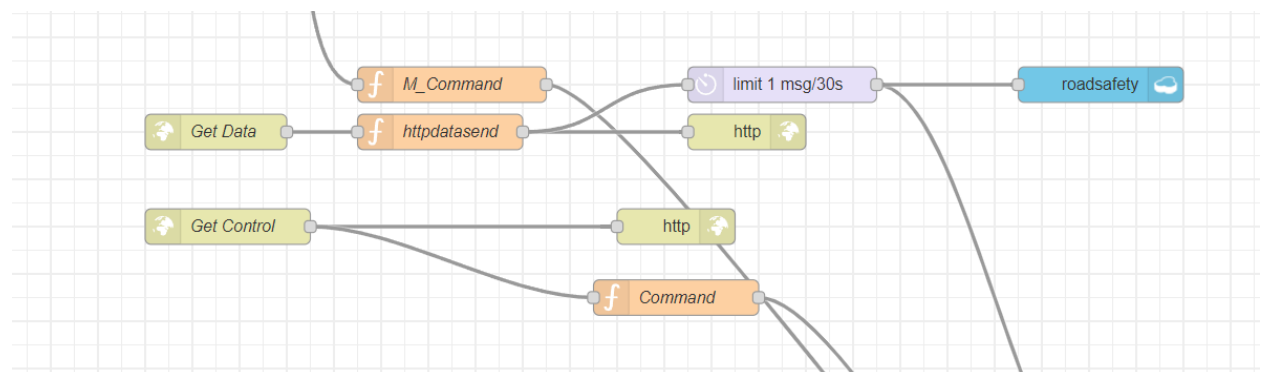 M_Command
limit 1 msg/30s
roadsafety
Get Data
httpdatasend
http
Get Control
http
Command